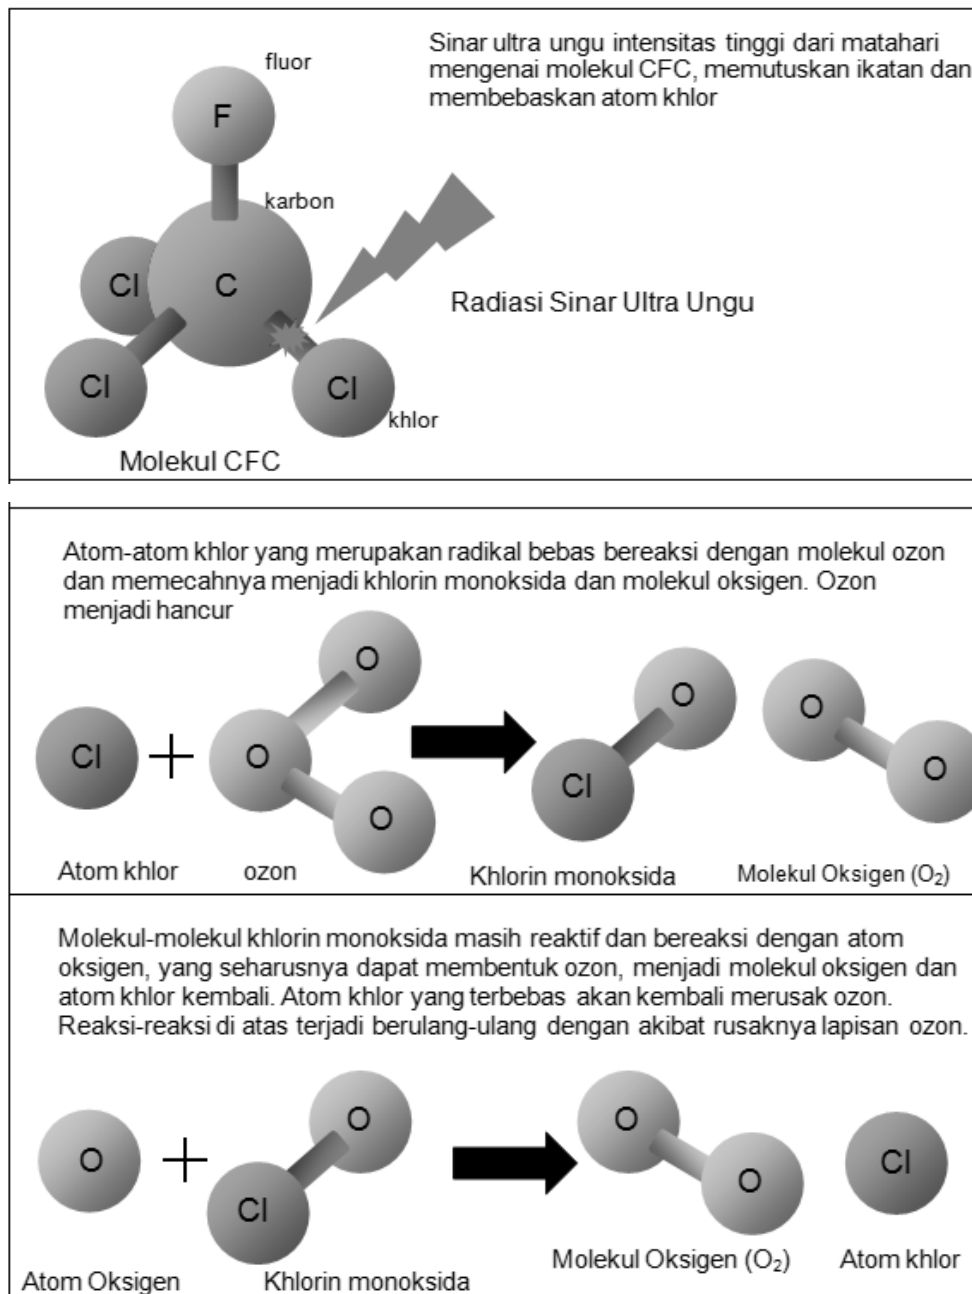 Sinar ultra ungu intensitas tinggi dari matahari
mengenai molekul CFC, memutuskan ikatan dan
membebaskan atom khlor
fluor
F
karbon
Cl
C
Radiasi Sinar Ultra Ungu
Cl
Cl
khlor
Molekul CFC
Atom-atom khlor yang merupakan radikal bebas bereaksi dengan molekul ozon
dan memecahnya menjadi khlorin monoksida dan molekul oksigen. Ozon
menjadi hancur
O
O
O
Cl
+
O
O
Cl
O
O
Atom khlor
ozon
Khlorin monoksida
Molekul Oksigen (O₂)
Molekul-molekul khlorin monoksida masih reaktif dan bereaksi dengan atom
oksigen, yang seharusnya dapat membentuk ozon, menjadi molekul oksigen dan
atom khlor kembali. Atom khlor yang terbebas akan kembali merusak ozon.
Reaksi-reaksi di atas terjadi berulang-ulang dengan akibat rusaknya lapisan ozon.
O
O
O
+
Cl
O
Cl
Molekul Oksigen (O₂)
Atom khlor
Atom Oksigen
Khlorin monoksida